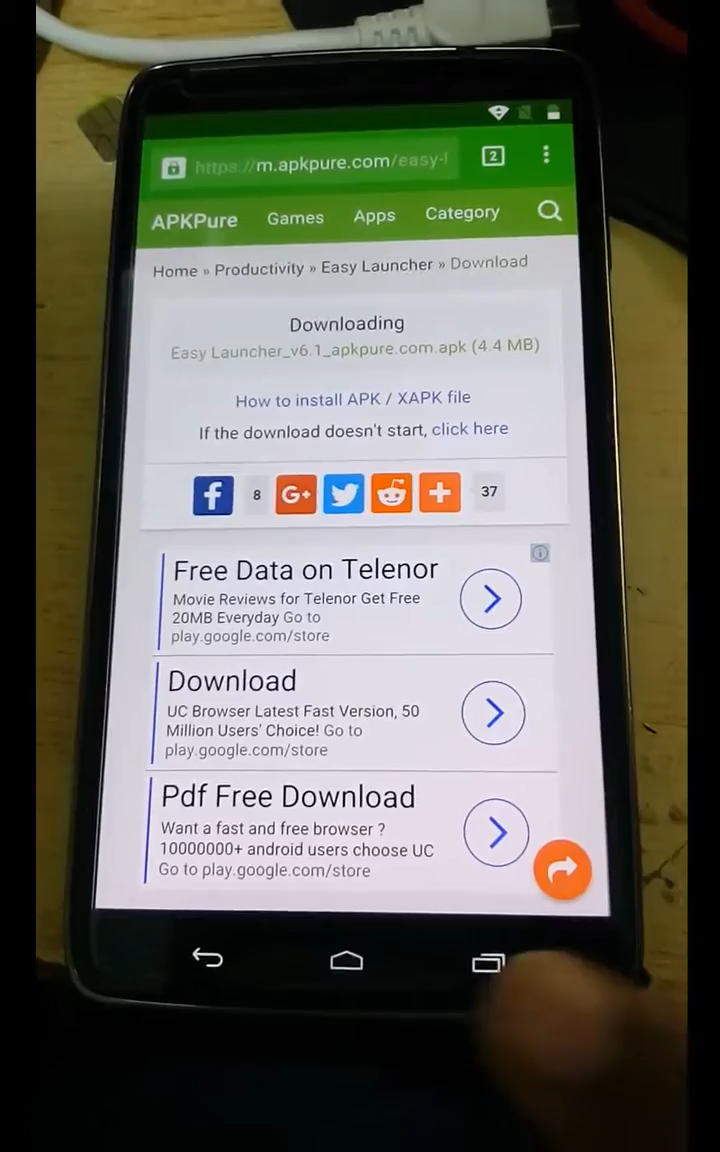 2
https://m.apkpure.com/easy-l
APKPure Games Apps Category
Home » Productivity » Easy Launcher » Download
Downloading
Easy Launcher_v6.1_apkpure.com.apk (4.4 MB)
How to install APK / XAPK file
If the download doesn't start, click here
f 8 G+ 37
Free Data on Telenor
Movie Reviews for Telenor Get Free
20MB Everyday Go to
play.google.com/store
Download
UC Browser Latest Fast Version, 50
Million Users' Choice! Go to
play.google.com/store
Pdf Free Download
Want a fast and free browser ?
10000000+ android users choose UC
Go to play.google.com/store